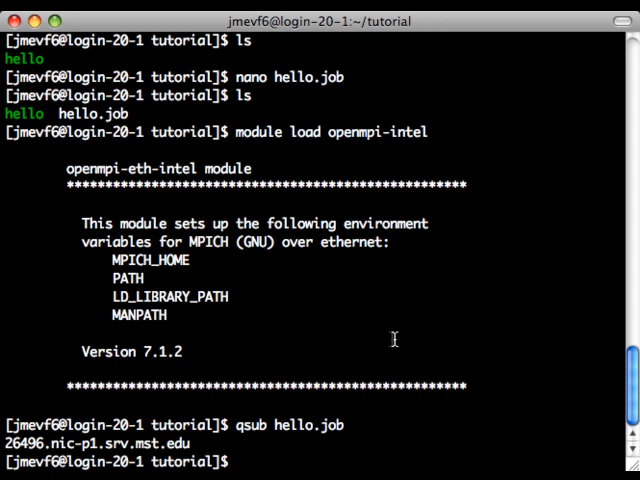 jmevf6@login-20-1:~/tutorial
[jmevf6@login-20-1 tutorial]$ ls
hello
[jmevf6@login-20-1 tutorial]$ nano hello.job
[jmevf6@login-20-1 tutorial]$ ls
hello  hello.job
[jmevf6@login-20-1 tutorial]$ module load openmpi-intel
openmpi-eth-intel module
****************************************************
This module sets up the following environment
variables for MPICH (GNU) over ethernet:
MPICH_HOME
PATH
LD_LIBRARY_PATH
MANPATH
Version 7.1.2
****************************************************
[jmevf6@login-20-1 tutorial]$ qsub hello.job
26496.nic-p1.srv.mst.edu
[jmevf6@login-20-1 tutorial]$